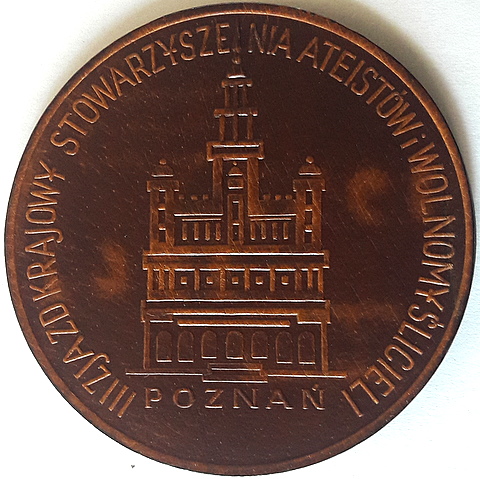 III ZJAZD KRAJOWY STOWARZYSZENIA ATEISTÓW i WOLNOMYŚLICIELI
POZNAŃ